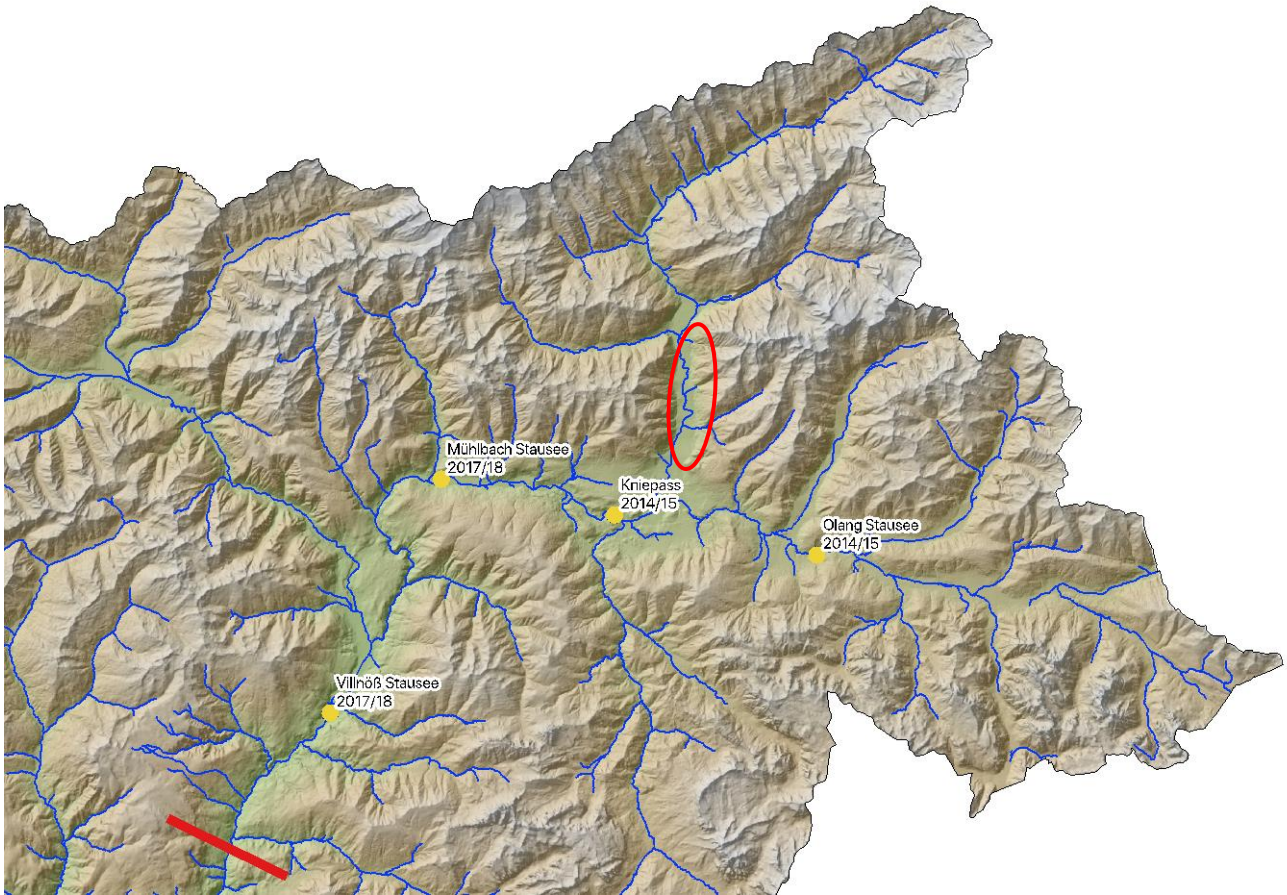 Mühlbach Stausee
2017/18
Kniepass
2014/15
Olang Stausee
2014/15
Villnöß Stausee
2017/18